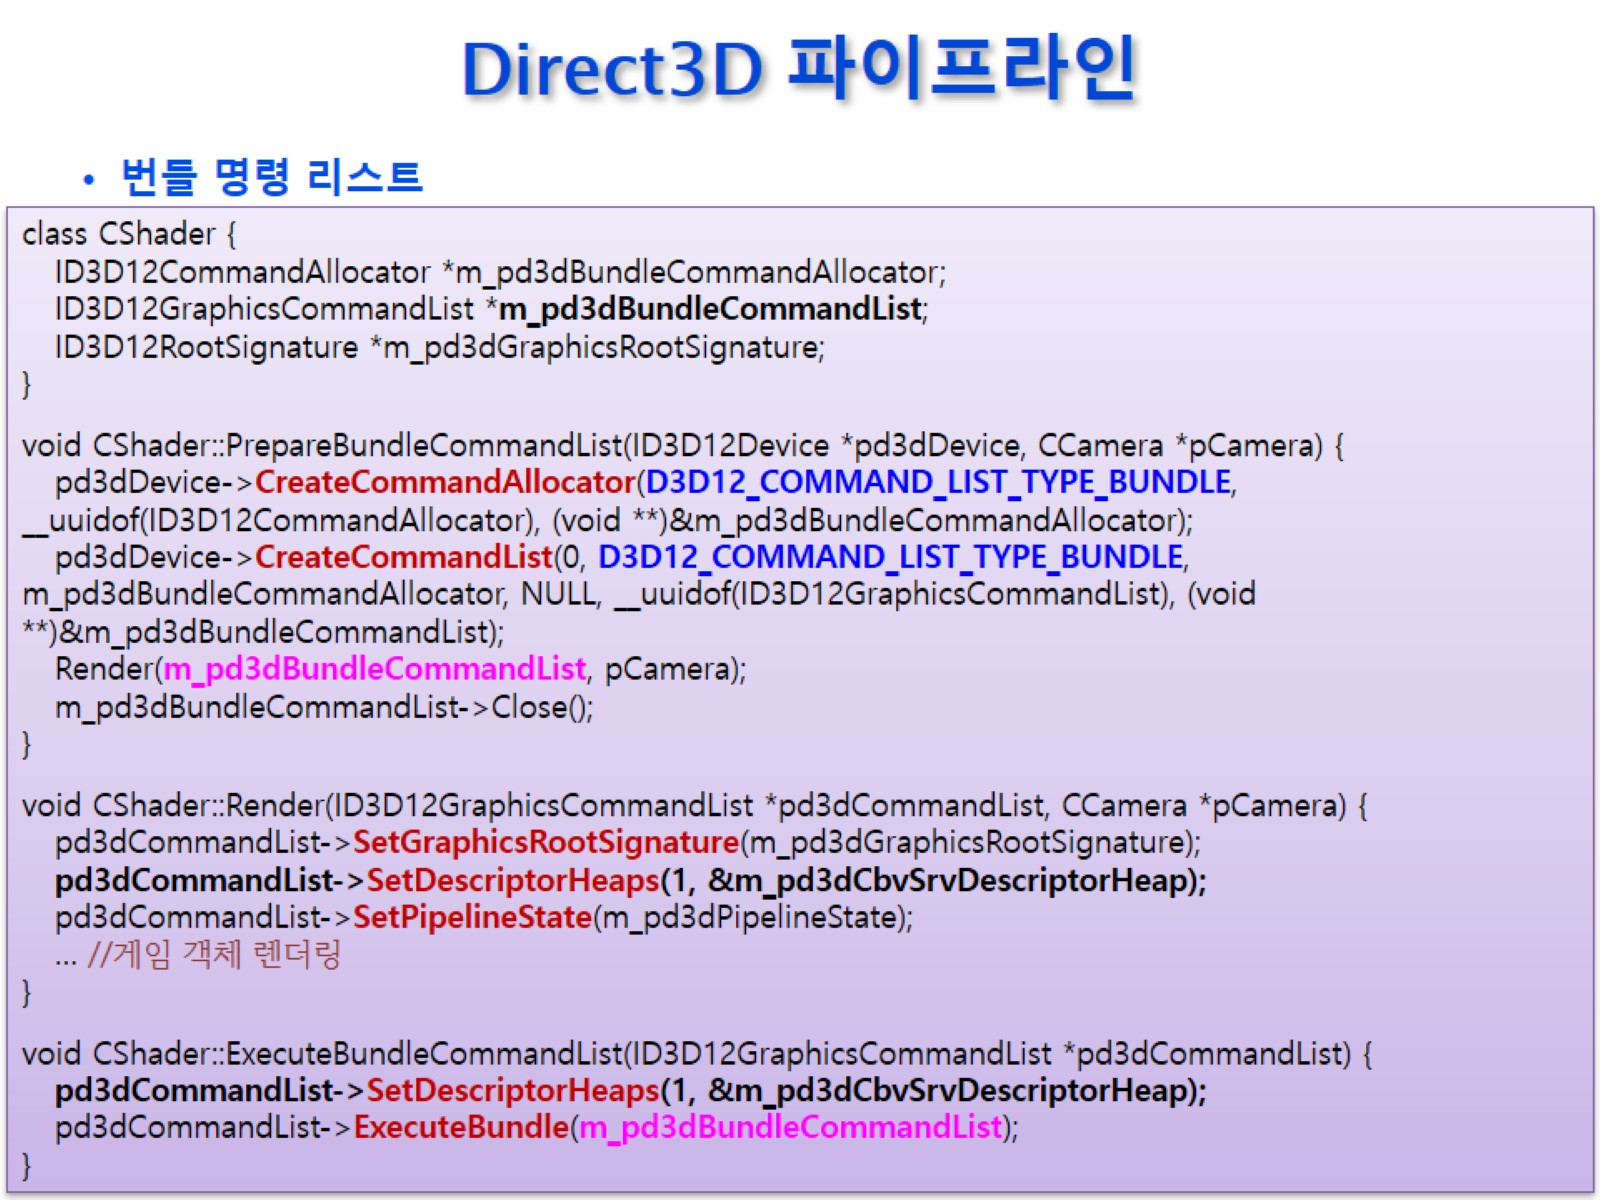 Direct3D 파이프라인
• 번들 명령 리스트
class CShader {
ID3D12CommandAllocator *m_pd3dBundleCommandAllocator;
ID3D12GraphicsCommandList *m_pd3dBundleCommandList;
ID3D12RootSignature *m_pd3dGraphicsRootSignature;
}
void CShader::PrepareBundleCommandList(ID3D12Device *pd3dDevice, CCamera *pCamera) {
pd3dDevice->CreateCommandAllocator(D3D12_COMMAND_LIST_TYPE_BUNDLE,
__uuidof(ID3D12CommandAllocator), (void **)&m_pd3dBundleCommandAllocator);
pd3dDevice->CreateCommandList(0, D3D12_COMMAND_LIST_TYPE_BUNDLE,
m_pd3dBundleCommandAllocator, NULL, __uuidof(ID3D12GraphicsCommandList), (void
**)&m_pd3dBundleCommandList);
Render(m_pd3dBundleCommandList, pCamera);
m_pd3dBundleCommandList->Close();
}
void CShader::Render(ID3D12GraphicsCommandList *pd3dCommandList, CCamera *pCamera) {
pd3dCommandList->SetGraphicsRootSignature(m_pd3dGraphicsRootSignature);
pd3dCommandList->SetDescriptorHeaps(1, &m_pd3dCbvSrvDescriptorHeap);
pd3dCommandList->SetPipelineState(m_pd3dPipelineState);
... //게임 객체 렌더링
}
void CShader::ExecuteBundleCommandList(ID3D12GraphicsCommandList *pd3dCommandList) {
pd3dCommandList->SetDescriptorHeaps(1, &m_pd3dCbvSrvDescriptorHeap);
pd3dCommandList->ExecuteBundle(m_pd3dBundleCommandList);
}